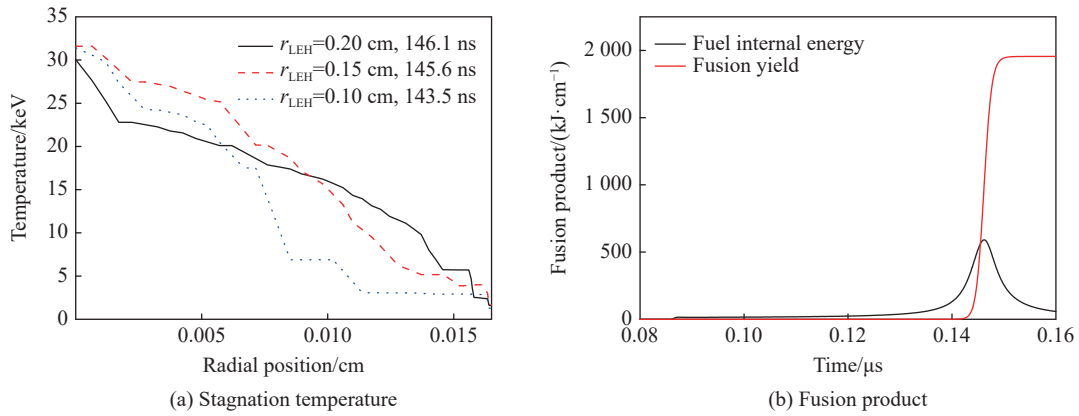 35
30
25
20
15
10
5
0
Temperature/keV
r_LEH=0.20 cm, 146.1 ns
r_LEH=0.15 cm, 145.6 ns
r_LEH=0.10 cm, 143.5 ns
0.005 0.010 0.015
Radial position/cm
(a) Stagnation temperature
2 000
1 500
1 000
500
0
Fusion product/(kJ·cm⁻¹)
Fuel internal energy
Fusion yield
0.08 0.10 0.12 0.14 0.16
Time/μs
(b) Fusion product